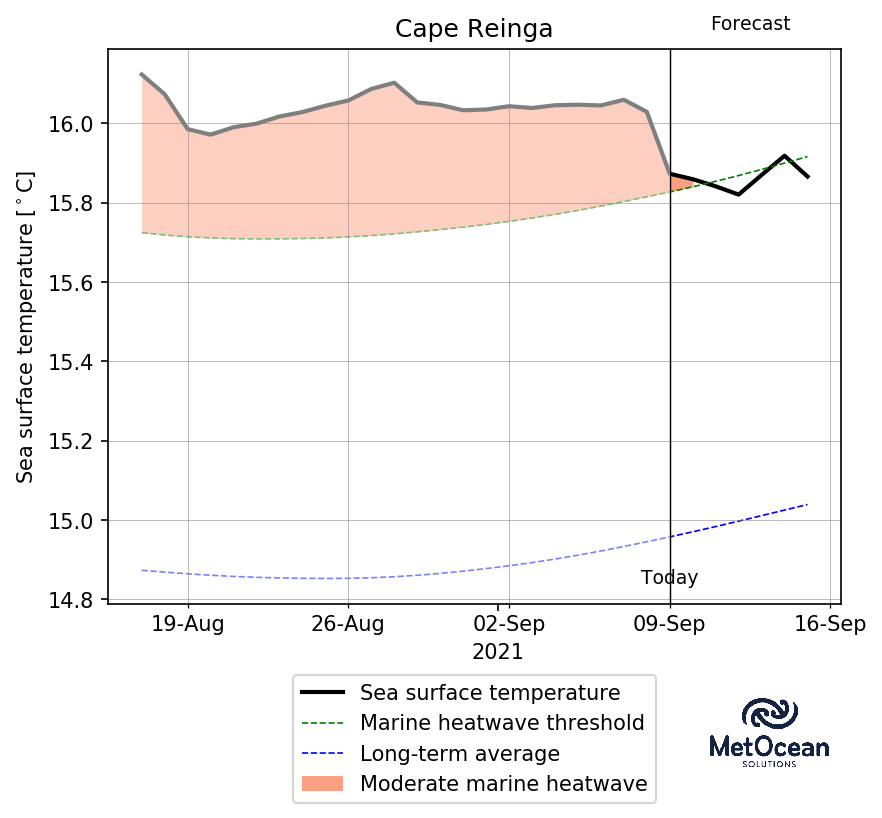 Cape Reinga
Forecast
Sea surface temperature [°C]
16.0
15.8
15.6
15.4
15.2
15.0
14.8
Today
19-Aug 26-Aug 02-Sep 09-Sep 16-Sep
2021
Sea surface temperature
Marine heatwave threshold
Long-term average
Moderate marine heatwave
MetOcean
SOLUTIONS